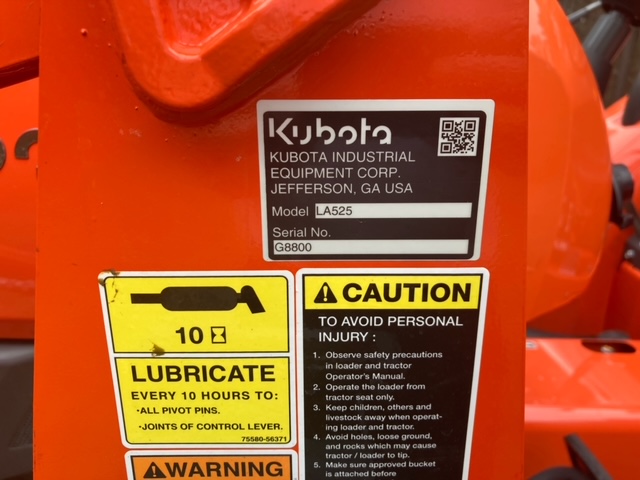 Kubota
KUBOTA INDUSTRIAL
EQUIPMENT CORP.
JEFFERSON, GA USA
Model LA525
Serial No.
G8800
10
LUBRICATE
EVERY 10 HOURS TO:
•ALL PIVOT PINS.
•JOINTS OF CONTROL LEVER.
75580-56371
WARNING
CAUTION
TO AVOID PERSONAL
INJURY :
1. Observe safety precautions
in loader and tractor
Operator's Manual.
2. Operate the loader from
tractor seat only.
3. Keep children, others and
livestock away when operat-
ing loader and tractor.
4. Avoid holes, loose ground,
and rocks which may cause
tractor / loader to tip.
5. Make sure approved bucket
is attached before